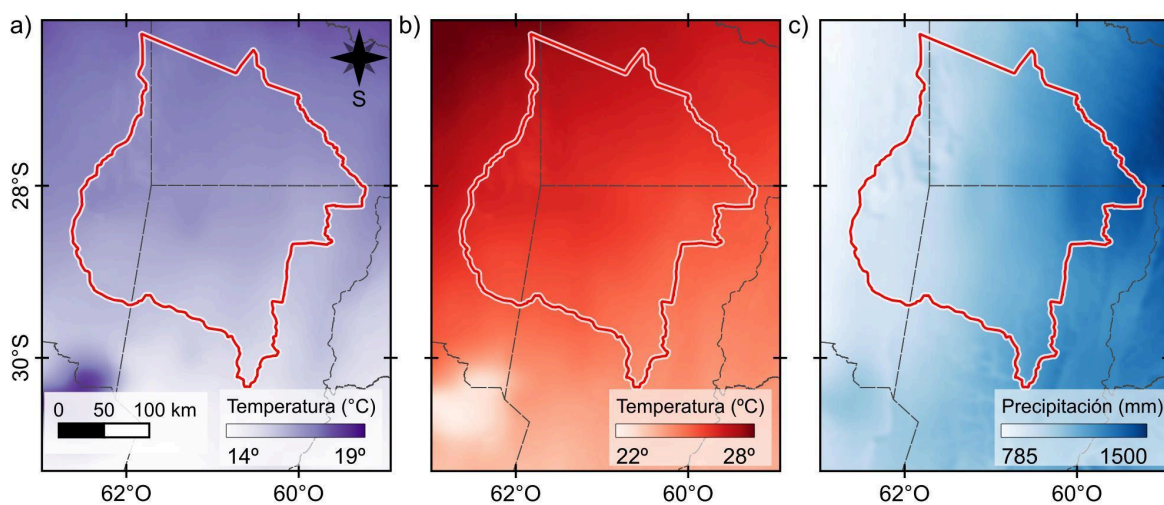 a)
b)
c)
S
28°S
30°S
0 50 100 km
Temperatura (°C)
14º 19º
Temperatura (ºC)
22º 28º
Precipitación (mm)
785 1500
62°O 60°O
62°O 60°O
62°O 60°O